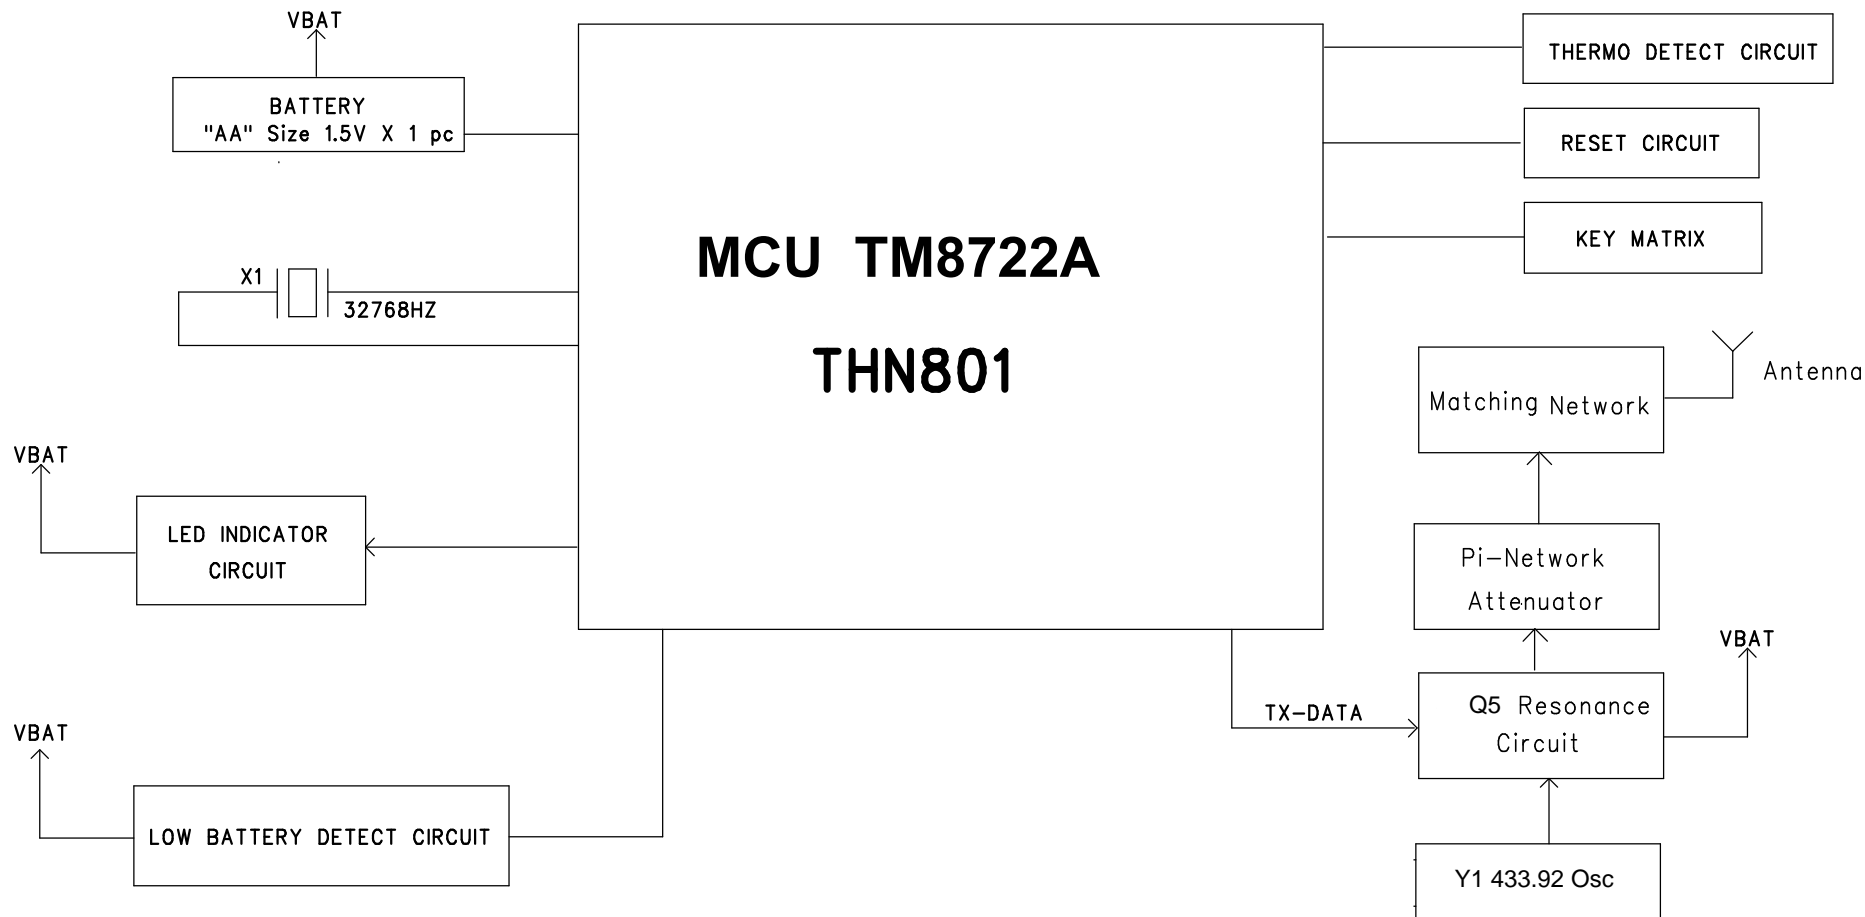 VBAT
BATTERY
"AA" Size 1.5V X 1 pc
THERMO DETECT CIRCUIT
RESET CIRCUIT
KEY MATRIX
MCU TM8722A
THN801
X1
32768HZ
Antenna
Matching Network
VBAT
LED INDICATOR
CIRCUIT
Pi-Network
Attenuator
VBAT
Q5 Resonance
Circuit
TX-DATA
VBAT
LOW BATTERY DETECT CIRCUIT
Y1 433.92 Osc